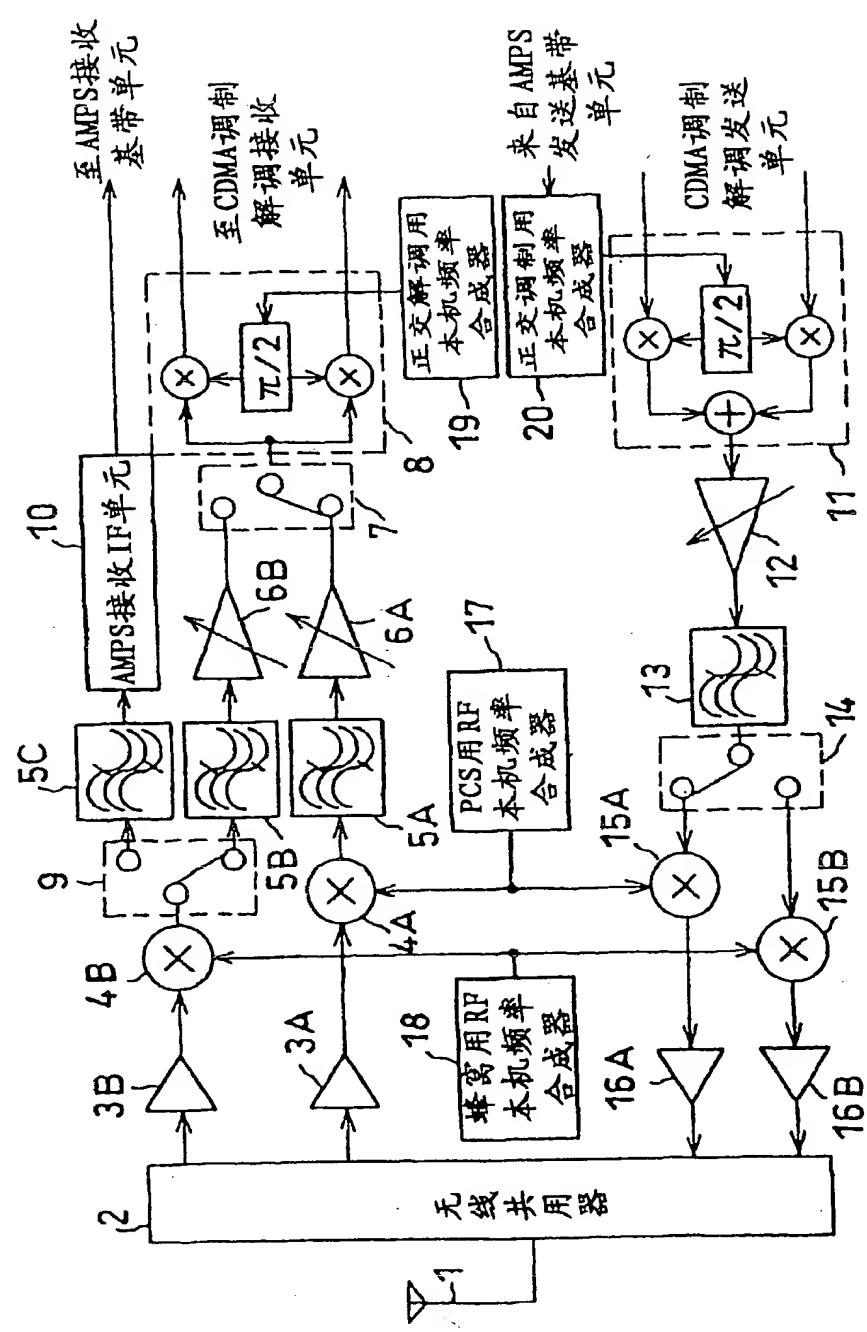 至AMPS接收
基带单元
至CDMA调制
解调接收
单元
来自AMPS
发送基带
单元
CDMA调制
解调发送
单元
10
AMPS接收IF单元
5C
9
5B
6B
7
8
π/2
4B
3B
3A
4A
5A
6A
正交解调用
本机频率
合成器
19
正交调制用
本机频率
合成器
20
PCS用RF
本机频率
合成器
17
蜂窝用RF
本机频率
合成器
18
π/2
11
12
13
14
15A
15B
16A
16B
2
无线共用器
1